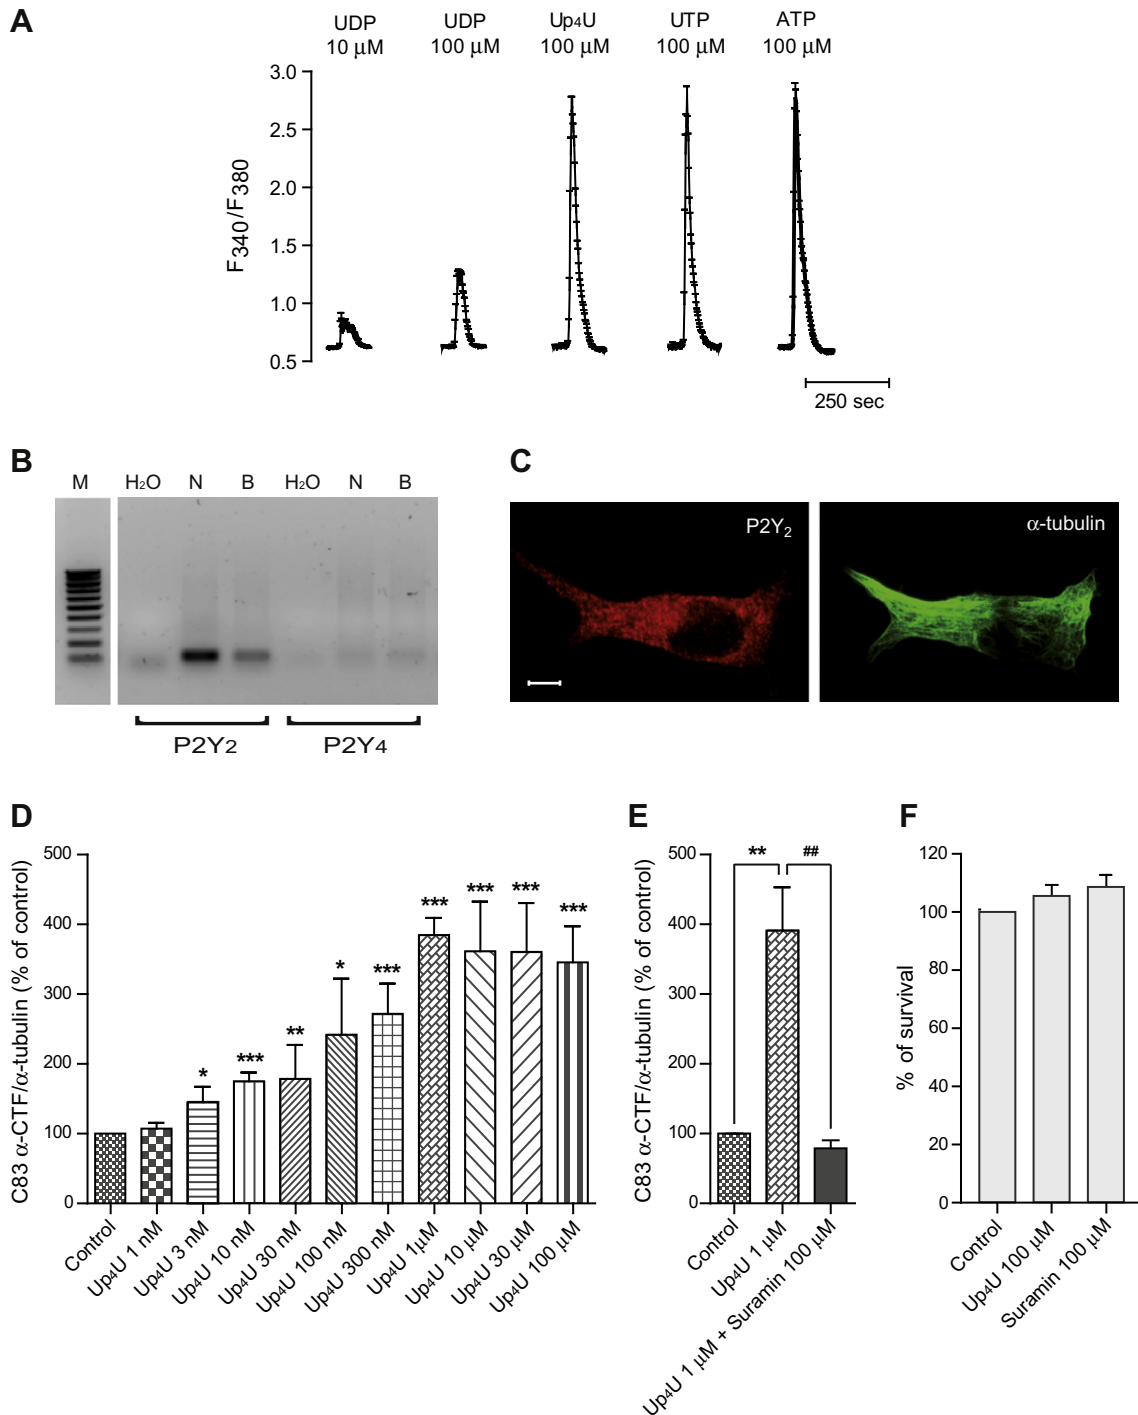 A
UDP
10 μM
UDP
100 μM
Up₄U
100 μM
UTP
100 μM
ATP
100 μM
F₃₄₀/F₃₈₀
3.0
2.5
2.0
1.5
1.0
0.5
250 sec
B
M H₂O N B H₂O N B
P2Y₂ P2Y₄
C
P2Y₂
α-tubulin
D
C83 α-CTF/α-tubulin (% of control)
500
400
300
200
100
0
* *** ** * *** *** *** *** ***
Control
Up₄U 1 nM
Up₄U 3 nM
Up₄U 10 nM
Up₄U 30 nM
Up₄U 100 nM
Up₄U 300 nM
Up₄U 1μM
Up₄U 10 μM
Up₄U 30 μM
Up₄U 100 μM
E
C83 α-CTF/α-tubulin (% of control)
500
400
300
200
100
0
** ##
Control
Up₄U 1 μM
Up₄U 1 μM + Suramin 100 μM
F
% of survival
120
100
80
60
40
20
0
Control
Up₄U 100 μM
Suramin 100 μM